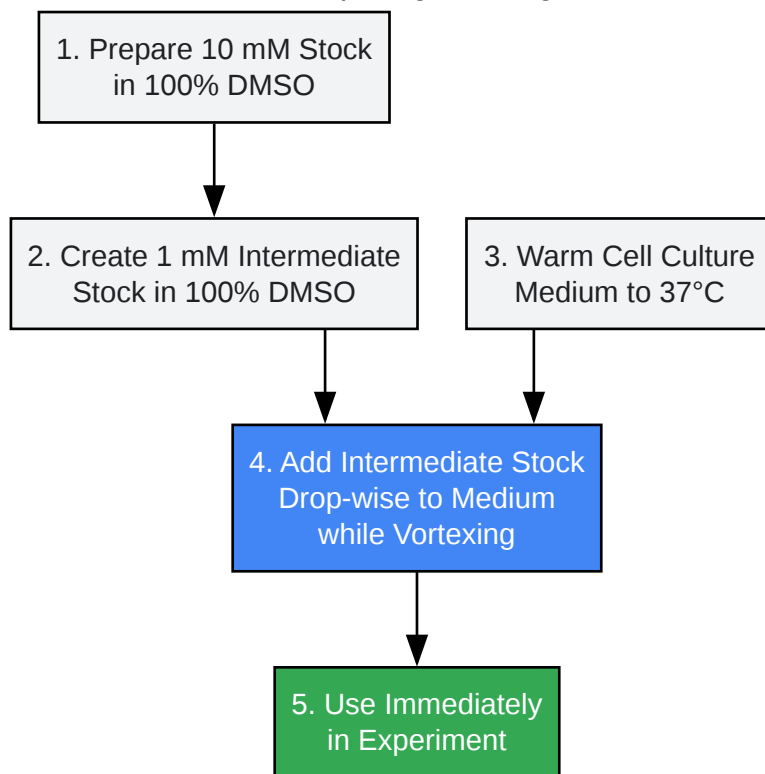 1. Prepare 10 mM Stock
in 100% DMSO
2. Create 1 mM Intermediate
Stock in 100% DMSO
3. Warm Cell Culture
Medium to 37°C
4. Add Intermediate Stock
Drop-wise to Medium
while Vortexing
5. Use Immediately
in Experiment